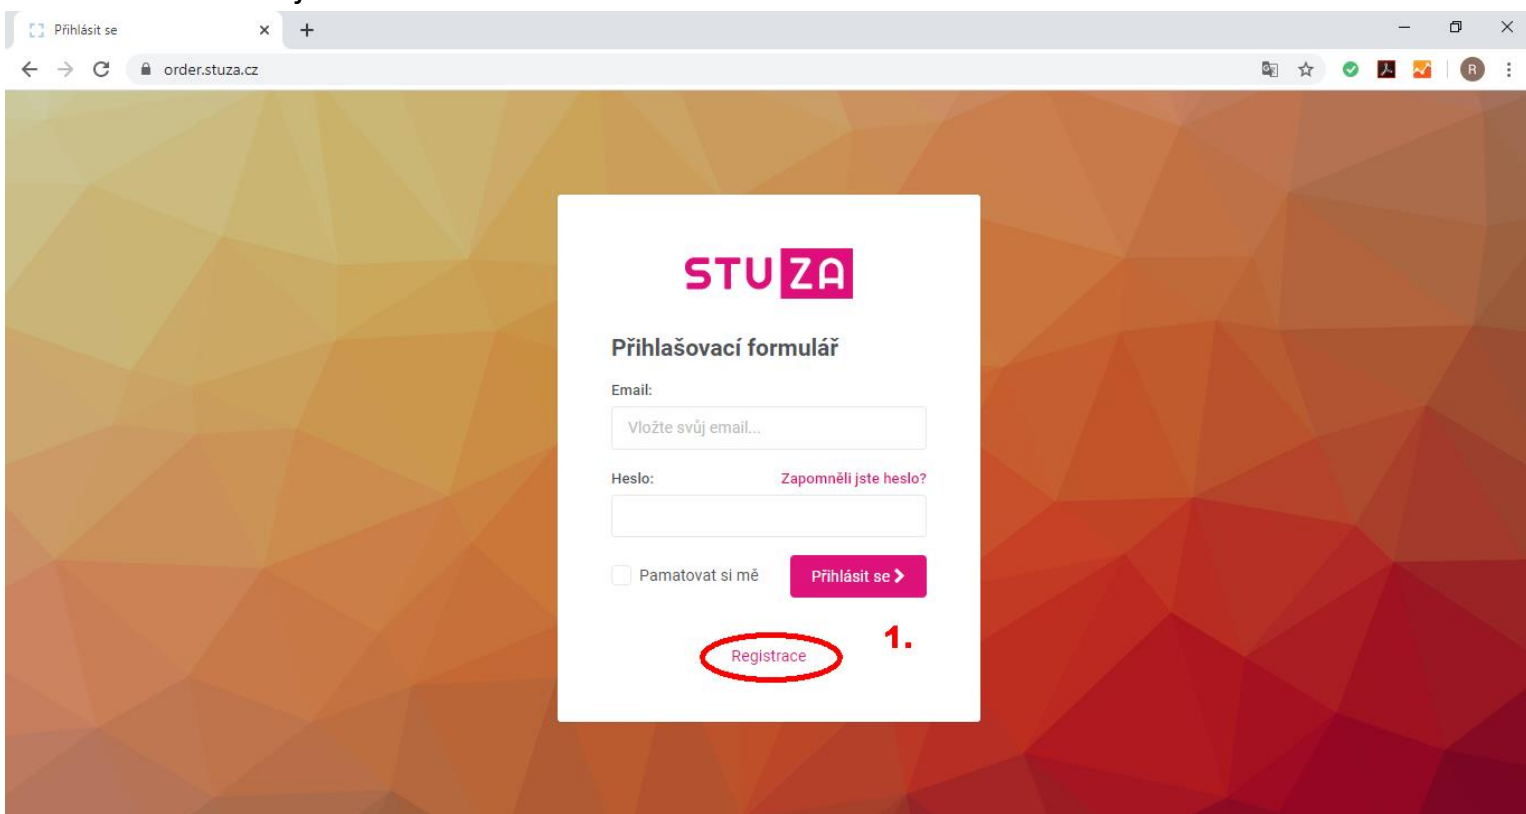 Přihlásit se
order.stuza.cz
R
STUZA
Přihlašovací formulář
Email:
Vložte svůj email...
Heslo: Zapomněli jste heslo?
Pamatovat si mě Přihlásit se
1.
Registrace